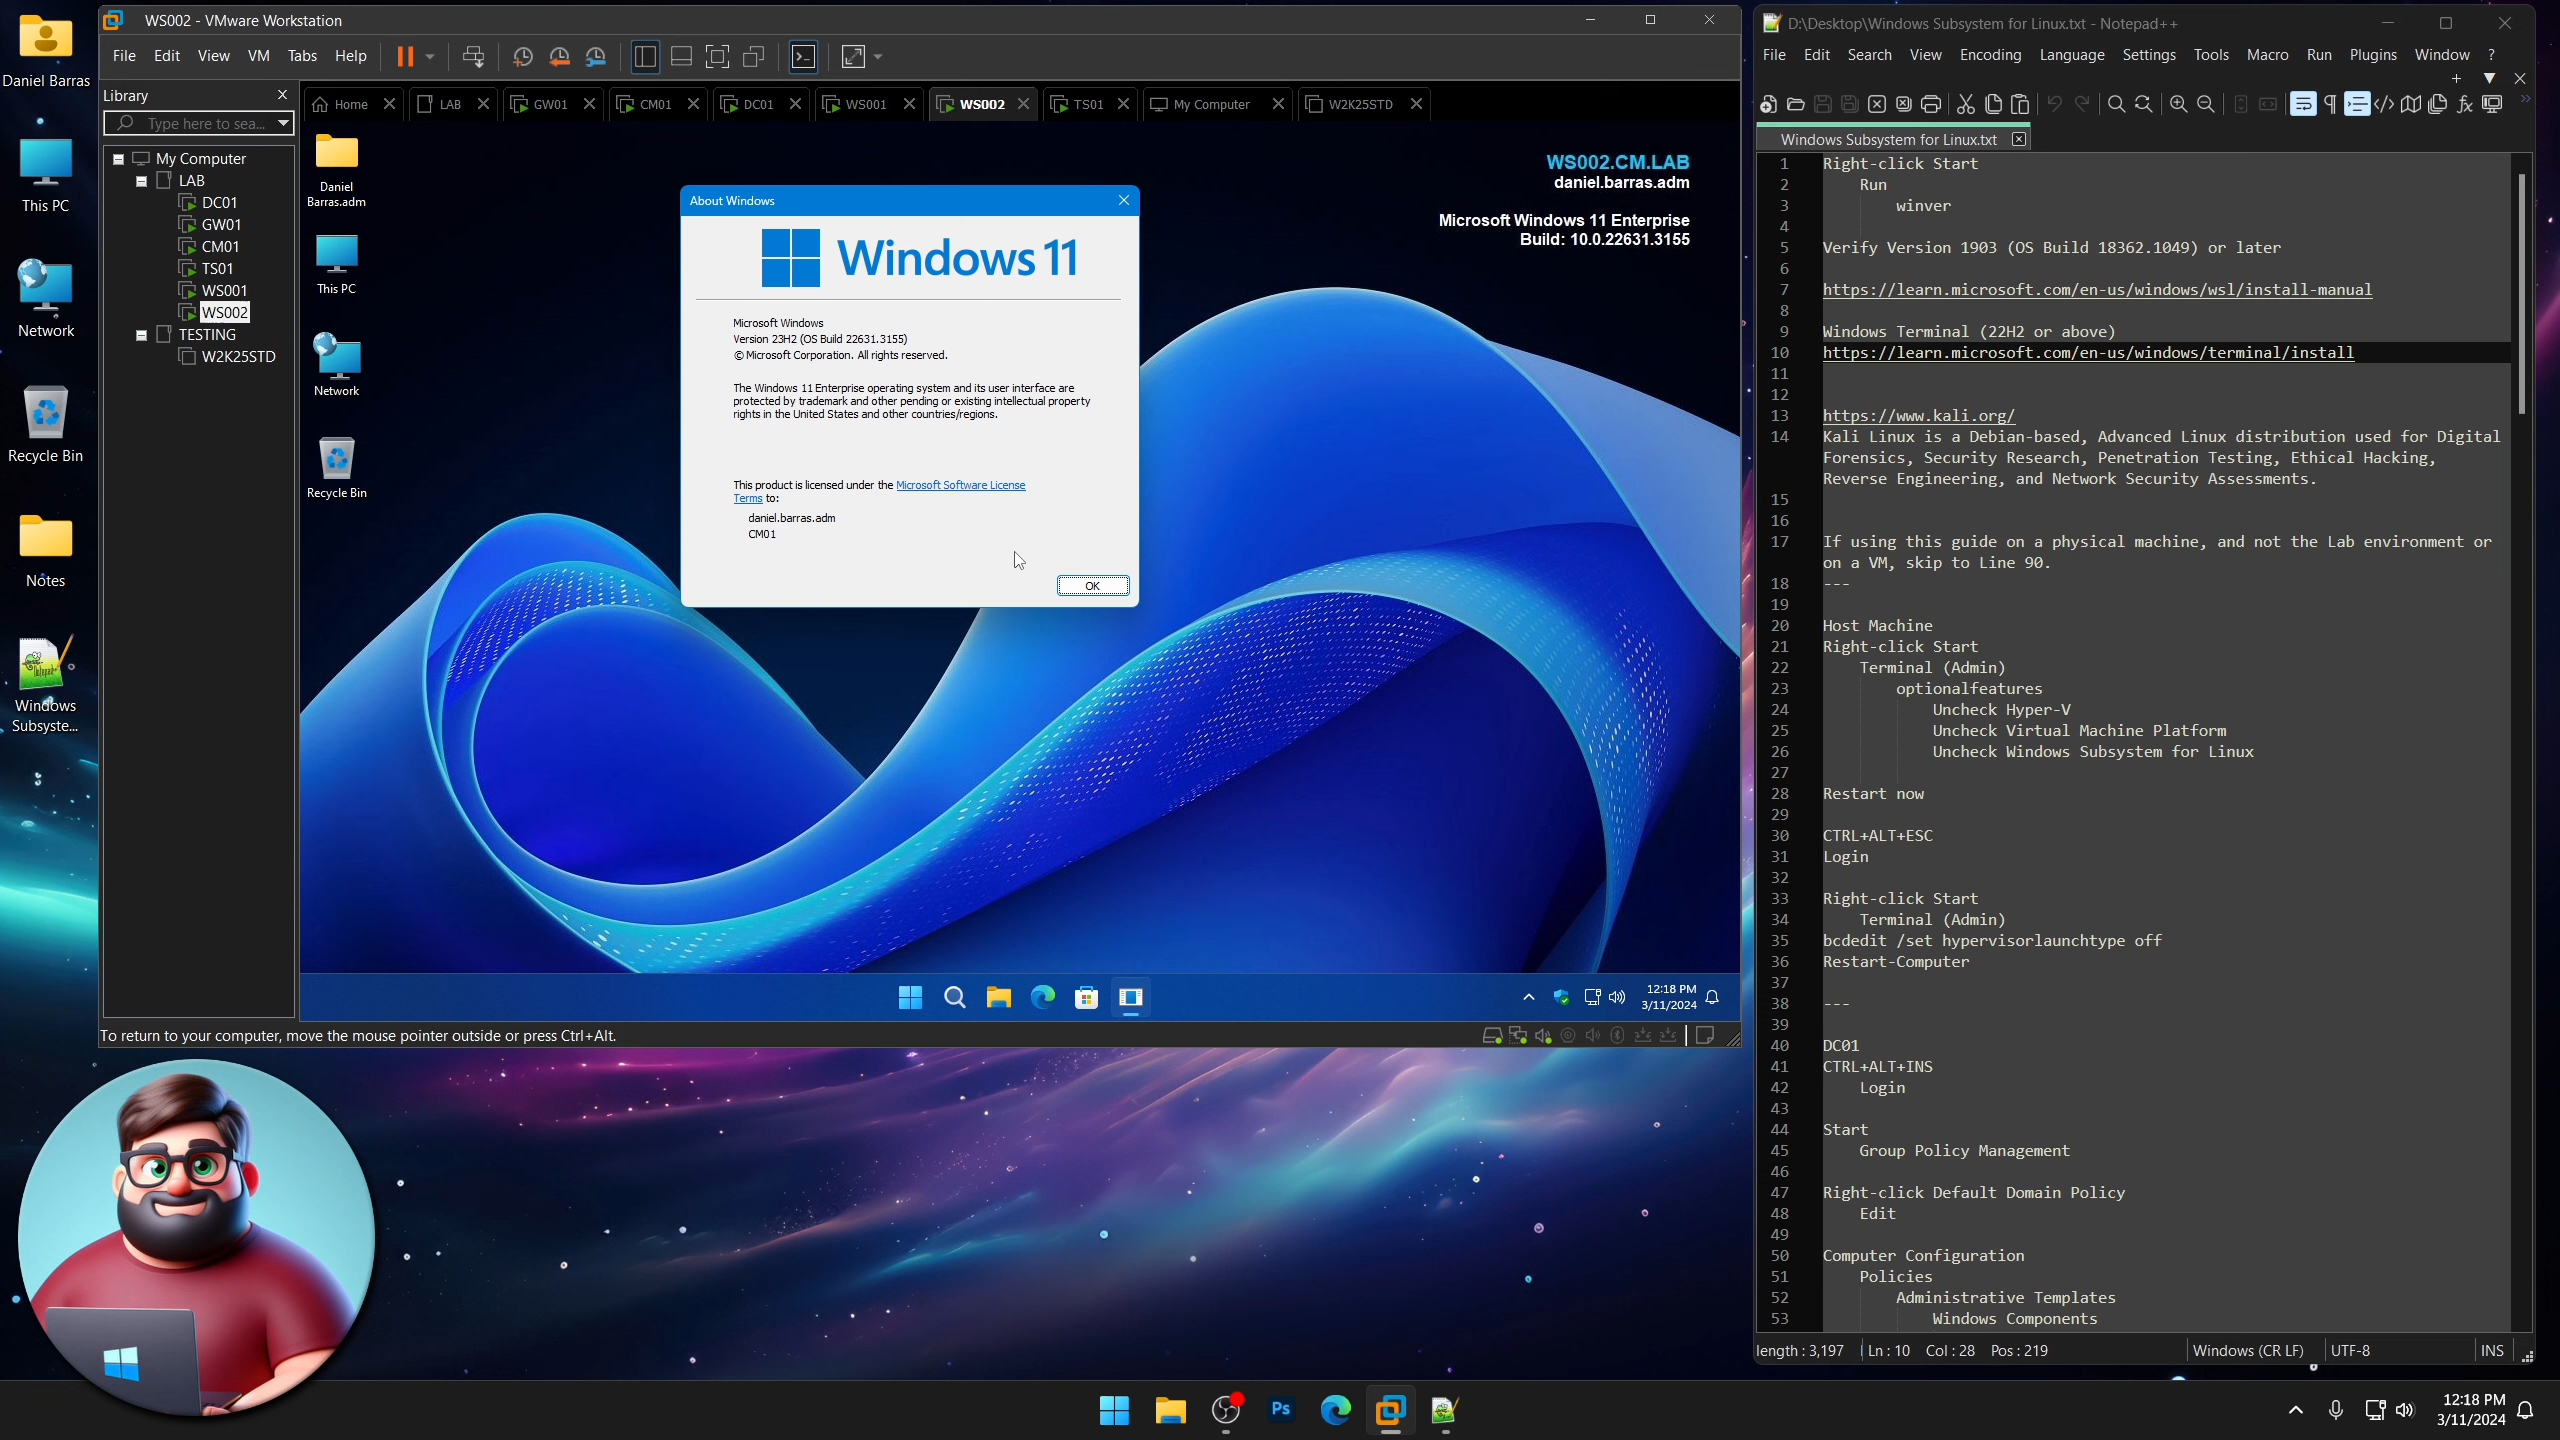 Daniel Barras
This PC
Network
Recycle Bin
Notes
Windows
Subsyste...
WS002 - VMware Workstation
File Edit View VM Tabs Help
Library
Type here to sea...
My Computer
LAB
DC01
GW01
CM01
TS01
WS001
WS002
TESTING
W2K25STD
Home LAB GW01 CM01 DC01 WS001 WS002 TS01 My Computer W2K25STD
Daniel
Barras.adm
This PC
Network
Recycle Bin
WS002.CM.LAB
daniel.barras.adm
Microsoft Windows 11 Enterprise
Build: 10.0.22631.3155
About Windows
Windows 11
Microsoft Windows
Version 23H2 (OS Build 22631.3155)
© Microsoft Corporation. All rights reserved.
The Windows 11 Enterprise operating system and its user interface are
protected by trademark and other pending or existing intellectual property
rights in the United States and other countries/regions.
This product is licensed under the Microsoft Software License
Terms to:
daniel.barras.adm
CM01
OK
12:18 PM
3/11/2024
To return to your computer, move the mouse pointer outside or press Ctrl+Alt.
D:\Desktop\Windows Subsystem for Linux.txt - Notepad++
File Edit Search View Encoding Language Settings Tools Macro Run Plugins Window ?
Windows Subsystem for Linux.txt
1 Right-click Start
2 Run
3 winver
4
5 Verify Version 1903 (OS Build 18362.1049) or later
6
7 https://learn.microsoft.com/en-us/windows/wsl/install-manual
8
9 Windows Terminal (22H2 or above)
10 https://learn.microsoft.com/en-us/windows/terminal/install
11
12
13 https://www.kali.org/
14 Kali Linux is a Debian-based, Advanced Linux distribution used for Digital
Forensics, Security Research, Penetration Testing, Ethical Hacking,
Reverse Engineering, and Network Security Assessments.
15
16
17 If using this guide on a physical machine, and not the Lab environment or
on a VM, skip to Line 90.
18 ---
19
20 Host Machine
21 Right-click Start
22 Terminal (Admin)
23 optionalfeatures
24 Uncheck Hyper-V
25 Uncheck Virtual Machine Platform
26 Uncheck Windows Subsystem for Linux
27
28 Restart now
29
30 CTRL+ALT+ESC
31 Login
32
33 Right-click Start
34 Terminal (Admin)
35 bcdedit /set hypervisorlaunchtype off
36 Restart-Computer
37
38 ---
39
40 DC01
41 CTRL+ALT+INS
42 Login
43
44 Start
45 Group Policy Management
46
47 Right-click Default Domain Policy
48 Edit
49
50 Computer Configuration
51 Policies
52 Administrative Templates
53 Windows Components
length : 3,197 Ln : 10 Col : 28 Pos : 219 Windows (CR LF) UTF-8 INS
Ps
12:18 PM
3/11/2024